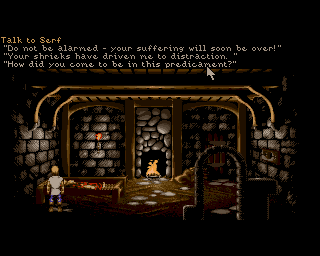 Talk to Serf
"Do not be alarmed - your suffering will soon be over!"
"Your shrieks have driven me to distraction. "
"How did you come to be in this predicament?"